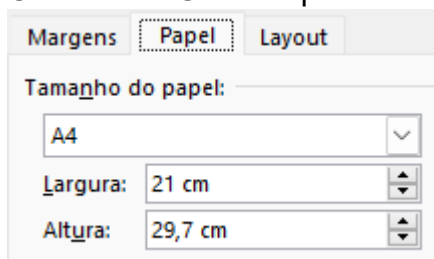 Margens Papel Layout
Tamanho do papel:
A4
Largura: 21 cm
Altura: 29,7 cm